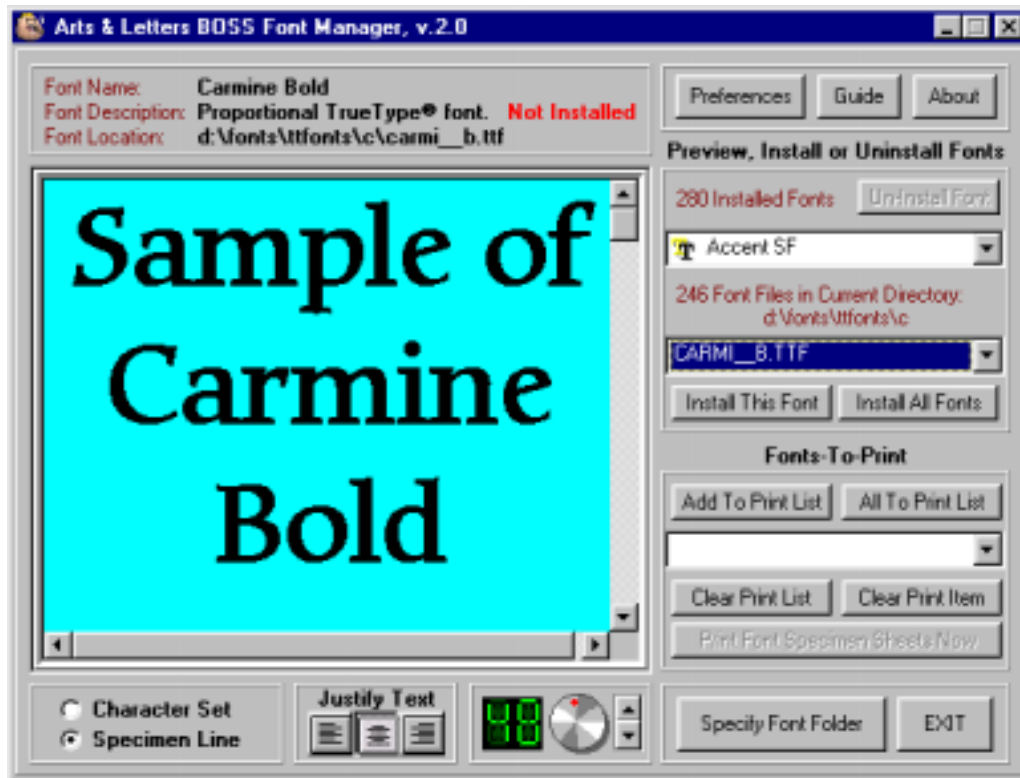 Arts & Letters BOSS Font Manager, v.2.0
Font Name: Carmine Bold
Font Description: Proportional TrueType® font. Not Installed
Font Location: d:\fonts\ttfonts\c\carmi__b.ttf
Sample of
Carmine
Bold
Character Set
Specimen Line
Justify Text
48
Preferences Guide About
Preview, Install or Uninstall Fonts
280 Installed Fonts Un-Install Font
Accent SF
246 Font Files in Current Directory:
d:\fonts\ttfonts\c
CARMI__B.TTF
Install This Font Install All Fonts
Fonts-To-Print
Add To Print List All To Print List
Clear Print List Clear Print Item
Print Font Specimen Sheets Now
Specify Font Folder EXIT